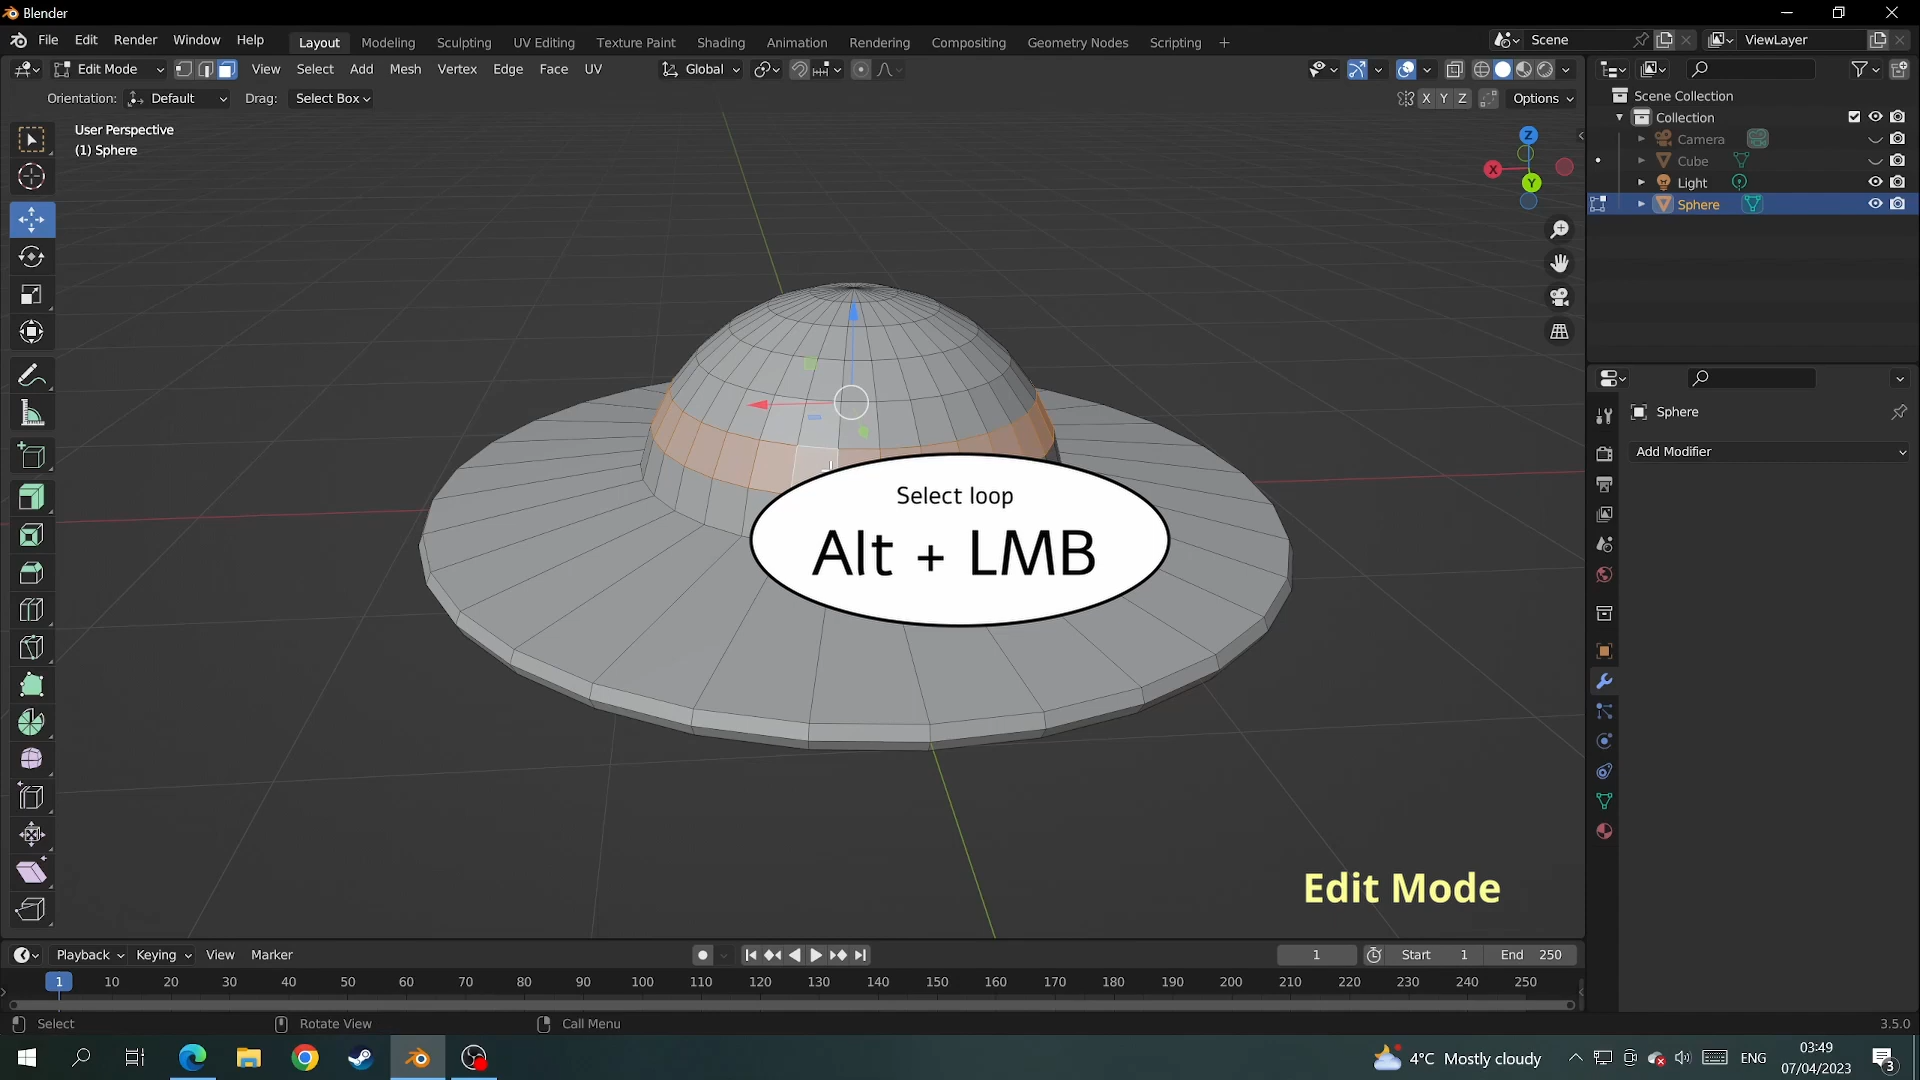 Blender
File Edit Render Window Help Layout Modeling Sculpting UV Editing Texture Paint Shading Animation Rendering Compositing Geometry Nodes Scripting + Scene ViewLayer
Edit Mode View Select Add Mesh Vertex Edge Face UV Global
Orientation: Default Drag: Select Box X Y Z Options
Scene Collection
Collection
Camera
Cube
Light
Sphere
User Perspective
(1) Sphere
Z
X
Y
Sphere
Add Modifier
Select loop
Alt + LMB
Edit Mode
Playback Keying View Marker 1 Start 1 End 250
1 10 20 30 40 50 60 70 80 90 100 110 120 130 140 150 160 170 180 190 200 210 220 230 240 250
Select Rotate View Call Menu 3.5.0
4°C Mostly cloudy ENG 03:49
07/04/2023 3